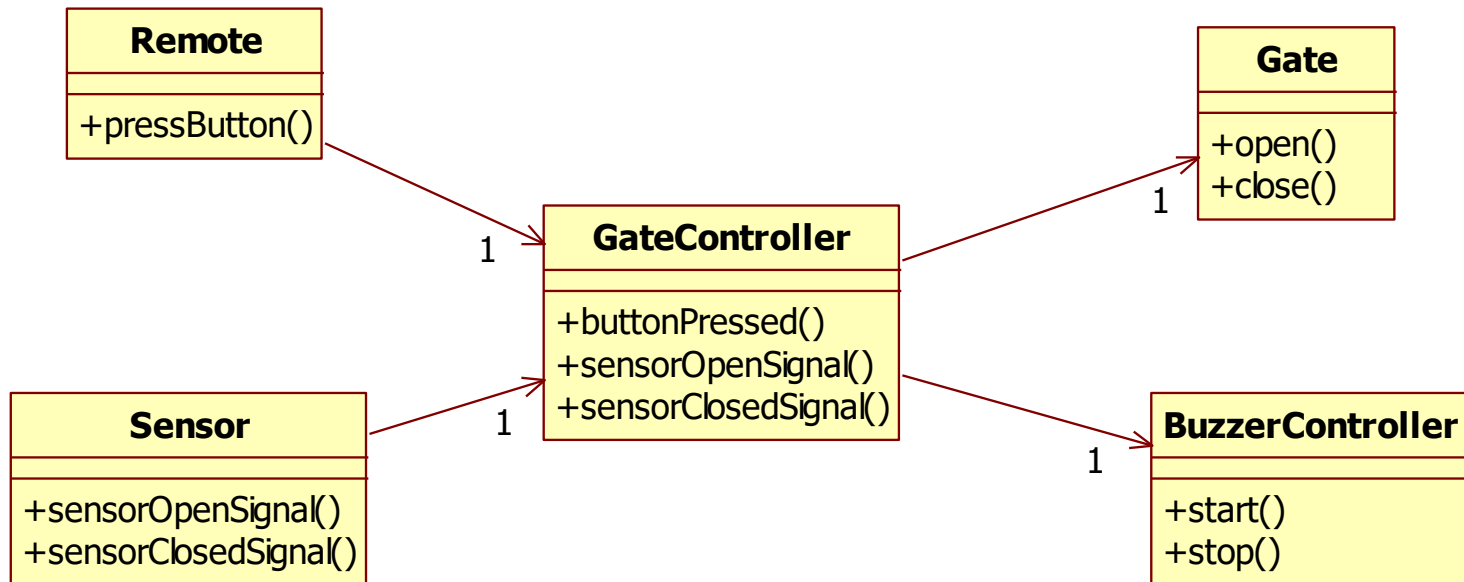 Remote
+pressButton()
Gate
+open()
+close()
1
1
GateController
+buttonPressed()
+sensorOpenSignal()
+sensorClosedSignal()
Sensor
+sensorOpenSignal()
+sensorClosedSignal()
1
1
BuzzerController
+start()
+stop()